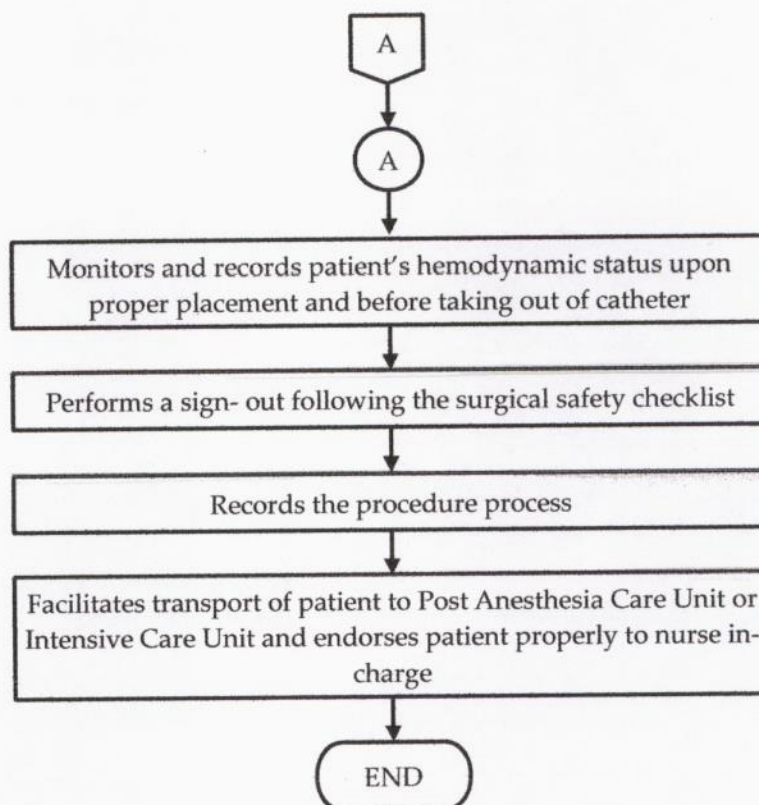 A
A
Monitors and records patient's hemodynamic status upon
proper placement and before taking out of catheter
Performs a sign- out following the surgical safety checklist
Records the procedure process
Facilitates transport of patient to Post Anesthesia Care Unit or
Intensive Care Unit and endorses patient properly to nurse in-
charge
END